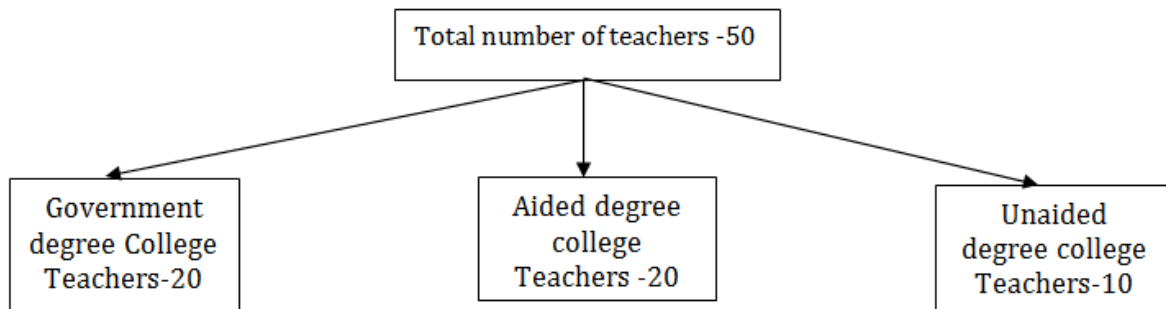 Total number of teachers -50
Government
degree College
Teachers-20
Aided degree
college
Teachers -20
Unaided
degree college
Teachers-10